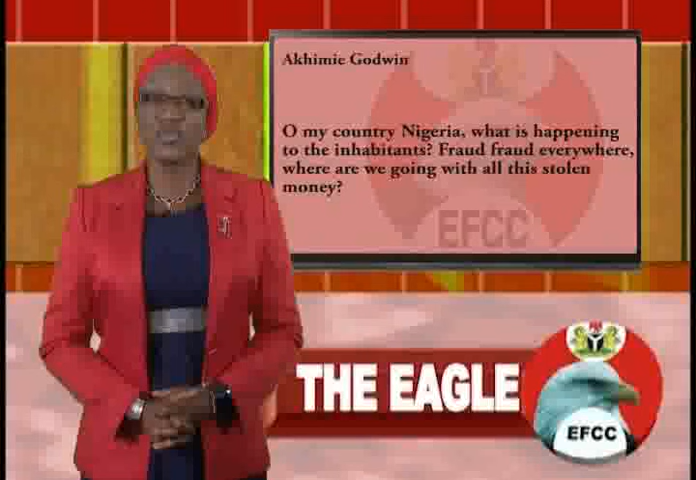 Akhimie Godwin
O my country Nigeria, what is happening
to the inhabitants? Fraud fraud everywhere,
where are we going with all this stolen
money?
EFCC
THE EAGLE
EFCC